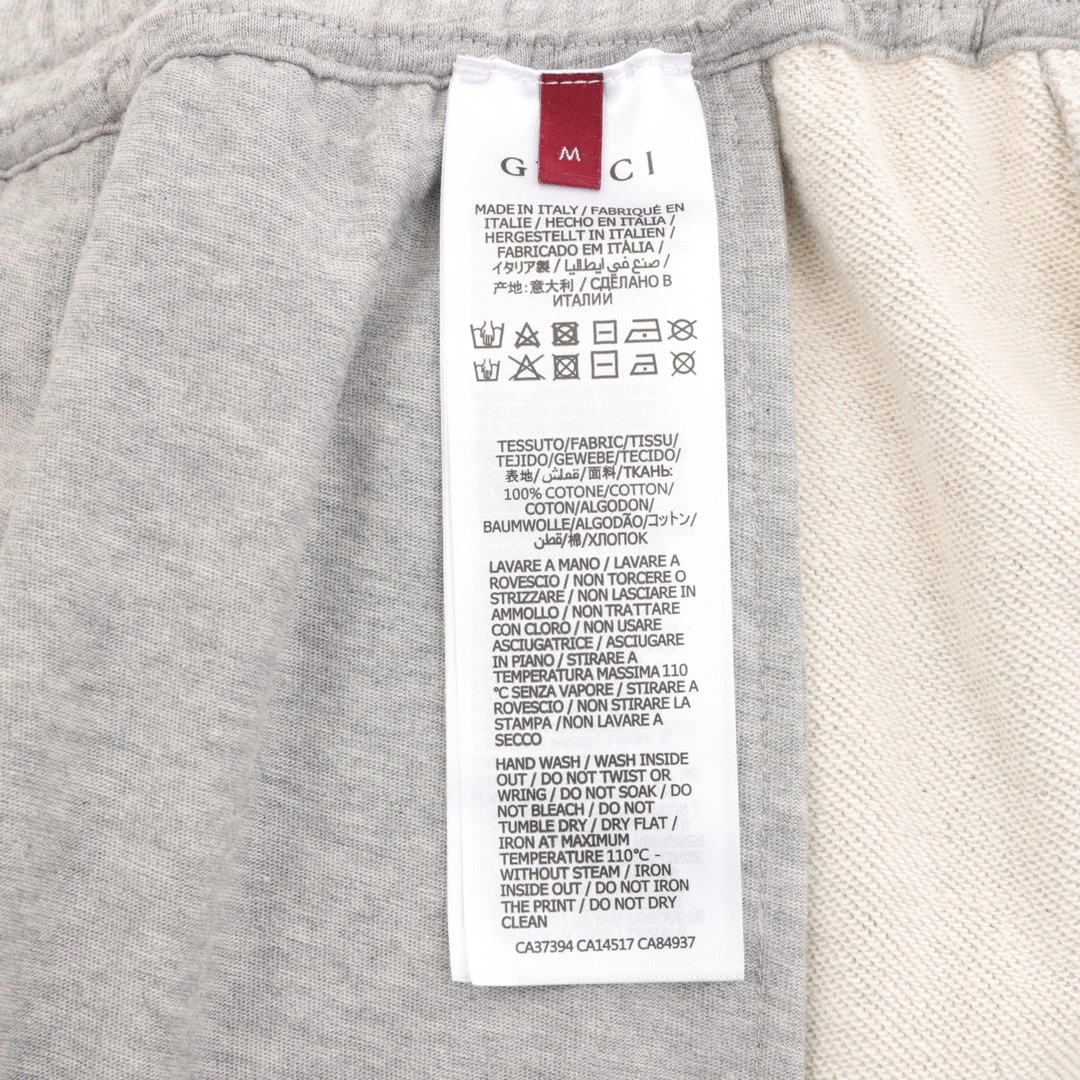 M
G CI
MADE IN ITALY / FABRIQUÉ EN
ITALIE / HECHO EN ITALIA /
HERGESTELLT IN ITALIEN /
FABRICADO EM ITÁLIA /
イタリア製 / صنع في ايطاليا /
产地:意大利 / СДЕЛАНО В
ИТАЛИИ
TESSUTO/FABRIC/TISSU/
TEJIDO/GEWEBE/TECIDO/
表地/قماش/面料/ТКАНЬ:
100% COTONE/COTTON/
COTON/ALGODON/
BAUMWOLLE/ALGODÃO/コットン/
قطن/棉/ХЛОПОК
LAVARE A MANO / LAVARE A
ROVESCIO / NON TORCERE O
STRIZZARE / NON LASCIARE IN
AMMOLLO / NON TRATTARE
CON CLORO / NON USARE
ASCIUGATRICE / ASCIUGARE
IN PIANO / STIRARE A
TEMPERATURA MASSIMA 110
°C SENZA VAPORE / STIRARE A
ROVESCIO / NON STIRARE LA
STAMPA /NON LAVARE A
SECCO
HAND WASH / WASH INSIDE
OUT / DO NOT TWIST OR
WRING / DO NOT SOAK / DO
NOT BLEACH / DO NOT
TUMBLE DRY / DRY FLAT /
IRON AT MAXIMUM
TEMPERATURE 110°C -
WITHOUT STEAM / IRON
INSIDE OUT / DO NOT IRON
THE PRINT / DO NOT DRY
CLEAN
CA37394 CA14517 CA84937